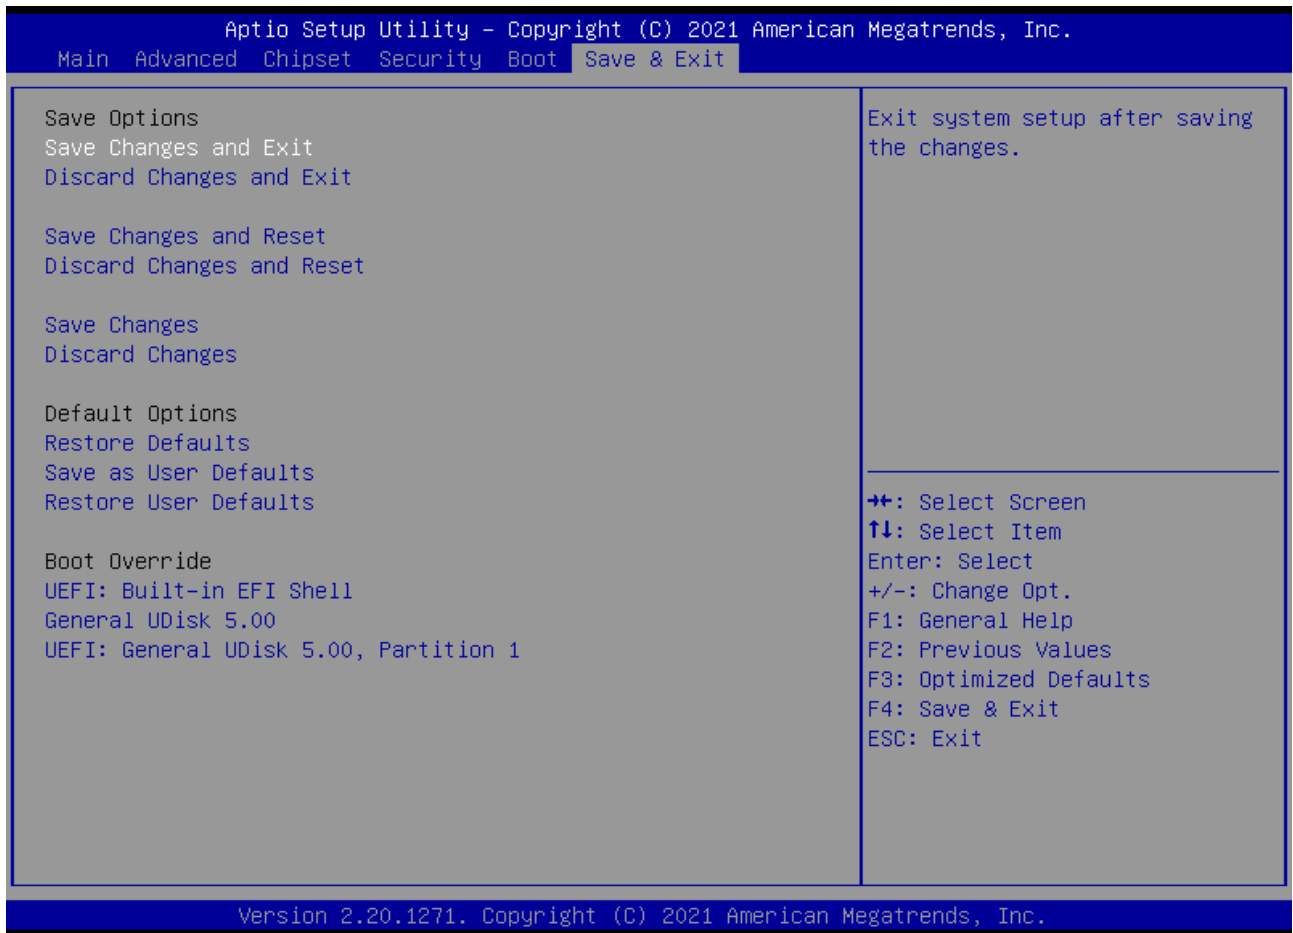 Aptio Setup Utility – Copyright (C) 2021 American Megatrends, Inc.
Main Advanced Chipset Security Boot Save & Exit
Save Options
Save Changes and Exit
Discard Changes and Exit
Save Changes and Reset
Discard Changes and Reset
Save Changes
Discard Changes
Default Options
Restore Defaults
Save as User Defaults
Restore User Defaults
Boot Override
UEFI: Built-in EFI Shell
General UDisk 5.00
UEFI: General UDisk 5.00, Partition 1
Exit system setup after saving
the changes.
→←: Select Screen
↑↓: Select Item
Enter: Select
+/-: Change Opt.
F1: General Help
F2: Previous Values
F3: Optimized Defaults
F4: Save & Exit
ESC: Exit
Version 2.20.1271. Copyright (C) 2021 American Megatrends, Inc.